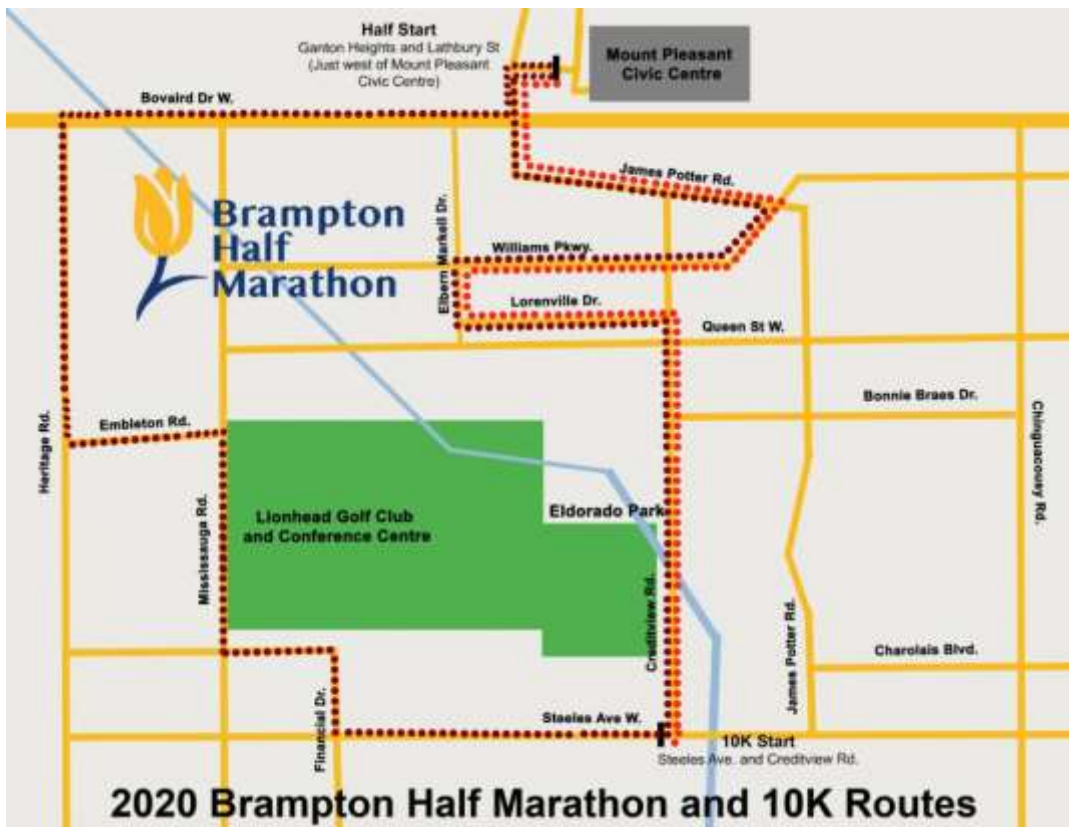 Half Start
Ganton Heights and Lathbury St
(Just west of Mount Pleasant
Civic Centre)
Mount Pleasant
Civic Centre
Bovaird Dr W.
James Potter Rd.
Brampton
Half
Marathon
Elbern Markell Dr.
Williams Pkwy.
Lorenville Dr.
Queen St W.
Bonnie Braes Dr.
Chinguacousy Rd.
Heritage Rd.
Embleton Rd.
Mississauga Rd.
Lionhead Golf Club
and Conference Centre
Eldorado Park
Creditview Rd.
James Potter Rd.
Charolais Blvd.
Financial Dr.
Steeles Ave W.
10K Start
Steeles Ave. and Creditview Rd.
2020 Brampton Half Marathon and 10K Routes